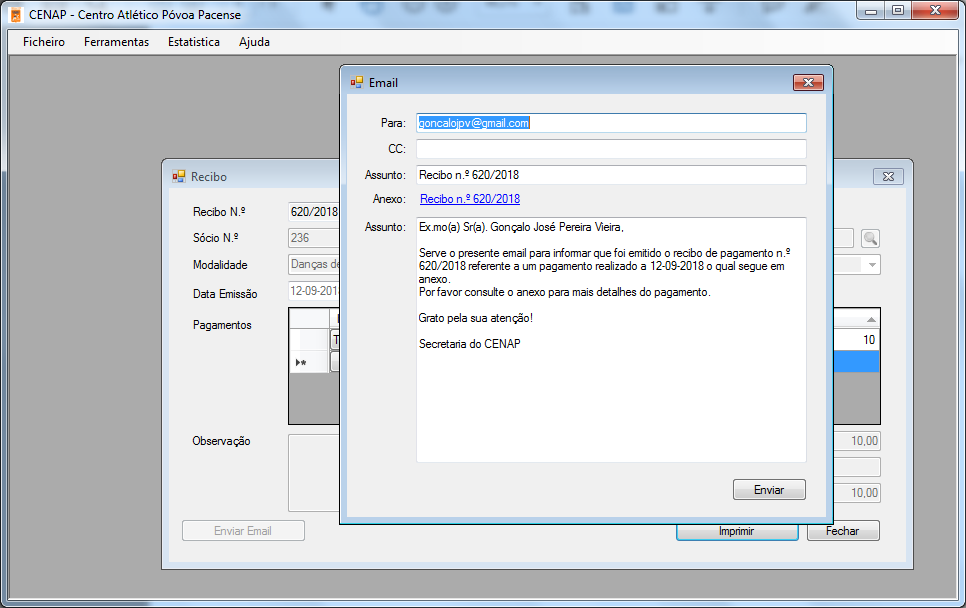 CENAP - Centro Atlético Póvoa Pacense
Ficheiro Ferramentas Estatistica Ajuda
Email
Para: goncalojpv@gmail.com
CC:
Assunto: Recibo n.º 620/2018
Anexo: Recibo n.º 620/2018
Assunto: Ex.mo(a) Sr(a). Gonçalo José Pereira Vieira,
Serve o presente email para informar que foi emitido o recibo de pagamento n.º
620/2018 referente a um pagamento realizado a 12-09-2018 o qual segue em
anexo.
Por favor consulte o anexo para mais detalhes do pagamento.
Grato pela sua atenção!
Secretaria do CENAP
Enviar
Recibo
Recibo N.º 620/2018
Sócio N.º 236
Modalidade Danças de
Data Emissão 12-09-201
Pagamentos
T 10
Observação 10,00
10,00
Enviar Email Imprimir Fechar